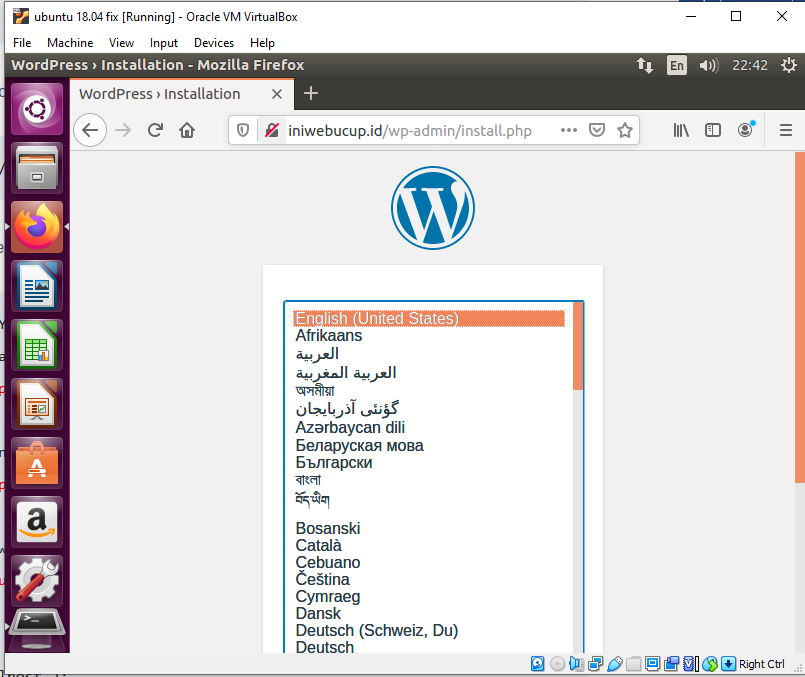 ubuntu 18.04 fix [Running] - Oracle VM VirtualBox
File Machine View Input Devices Help
WordPress › Installation - Mozilla Firefox
En
22:42
WordPress › Installation
iniwebucup.id/wp-admin/install.php
English (United States)
Afrikaans
العربية
العربية المغربية
অসমীয়া
گؤنئی آذربایجان
Azərbaycan dili
Беларуская мова
Български
বাংলা
བོད་ཡིག
Bosanski
Català
Cebuano
Čeština
Cymraeg
Dansk
Deutsch (Schweiz, Du)
Deutsch
Right Ctrl